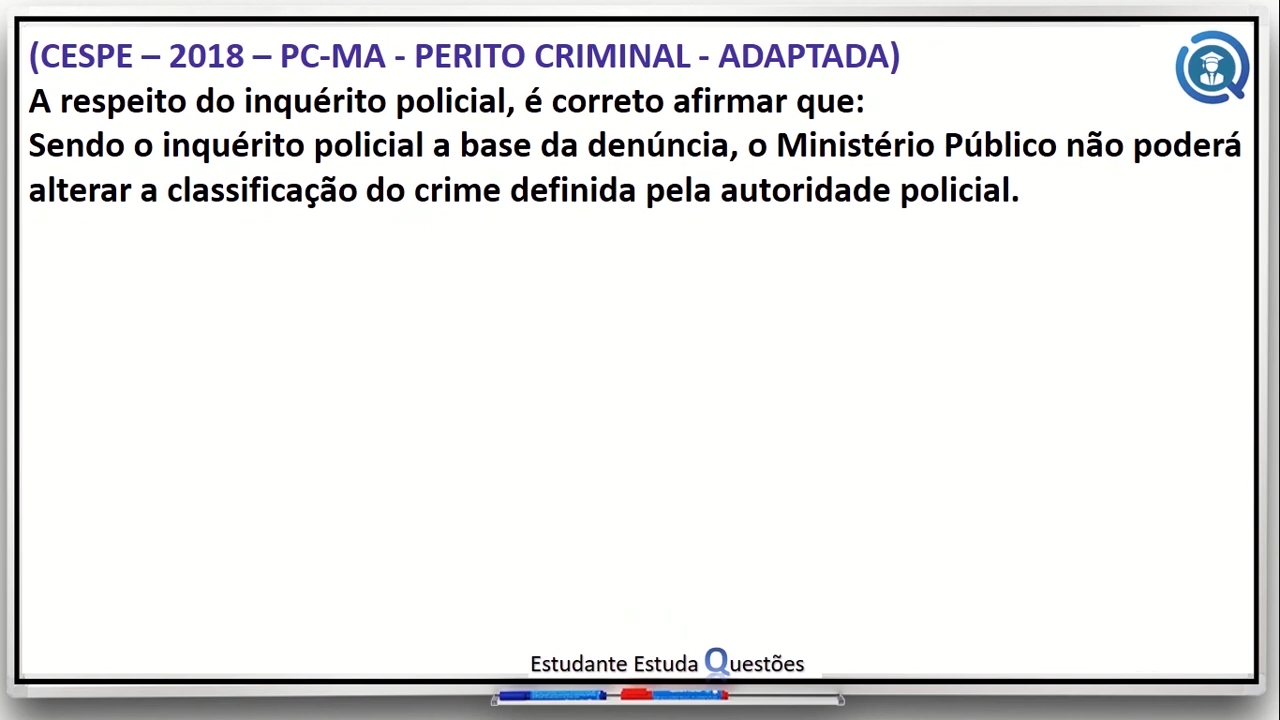 (CESPE – 2018 – PC-MA - PERITO CRIMINAL - ADAPTADA)
A respeito do inquérito policial, é correto afirmar que:
Sendo o inquérito policial a base da denúncia, o Ministério Público não poderá
alterar a classificação do crime definida pela autoridade policial.
Estudante Estuda Questões